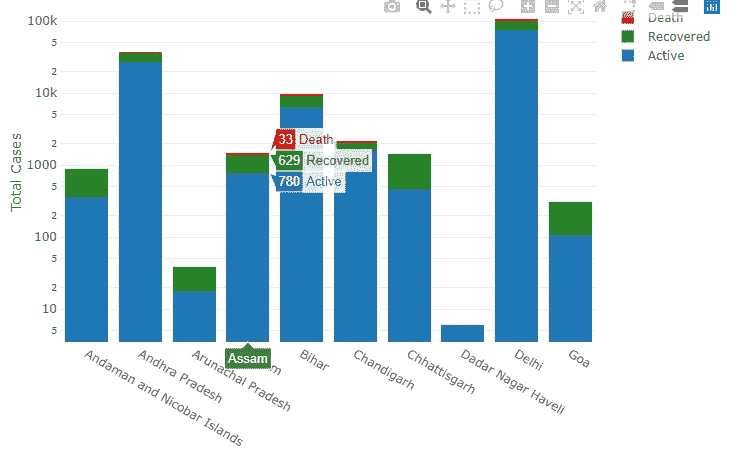 Death
Recovered
Active
Total Cases
100k
5
2
10k
5
2
1000
5
2
100
5
2
10
5
33 Death
629 Recovered
780 Active
Andaman and Nicobar Islands
Andhra Pradesh
Arunachal Pradesh
Assam
Bihar
Chandigarh
Chhattisgarh
Dadar Nagar Haveli
Delhi
Goa